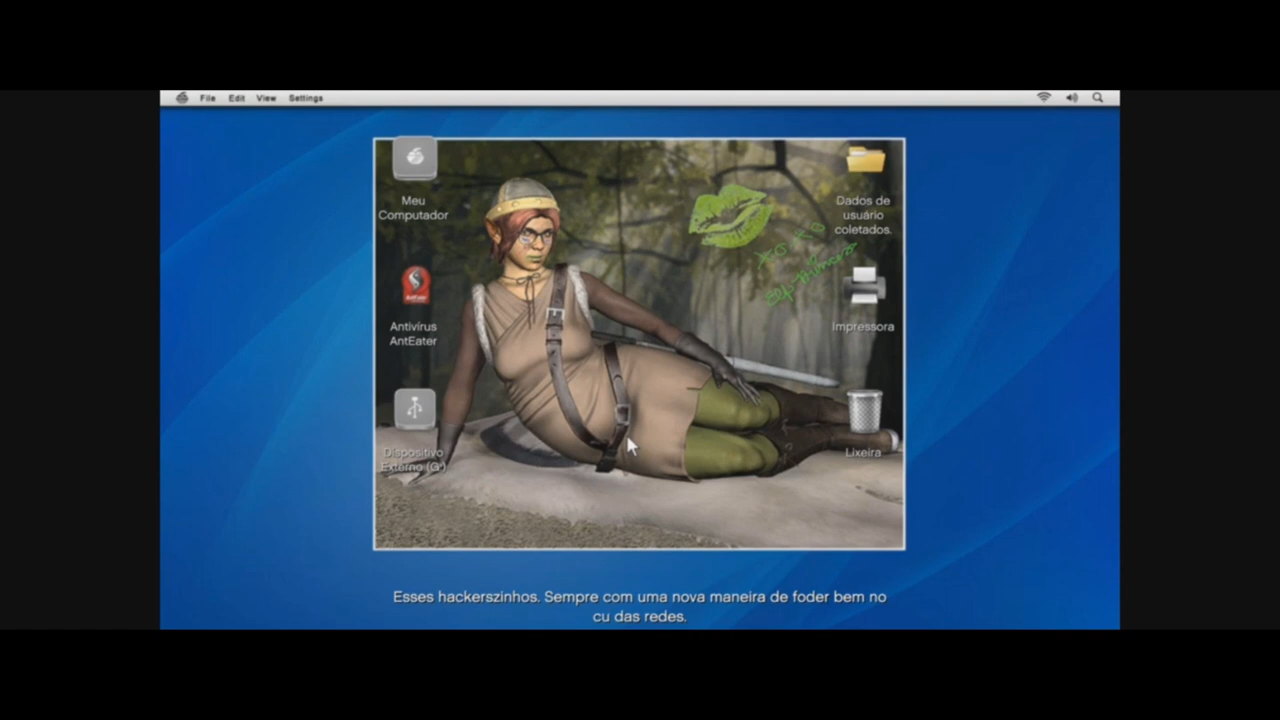 File Edit View Settings
Meu
Computador
Dados de
usuário
coletados.
Antivírus
AntEater
Impressora
Dispositivo
Externo (G:)
Lixeira
Esses hackerszinhos. Sempre com uma nova maneira de foder bem no
cu das redes.